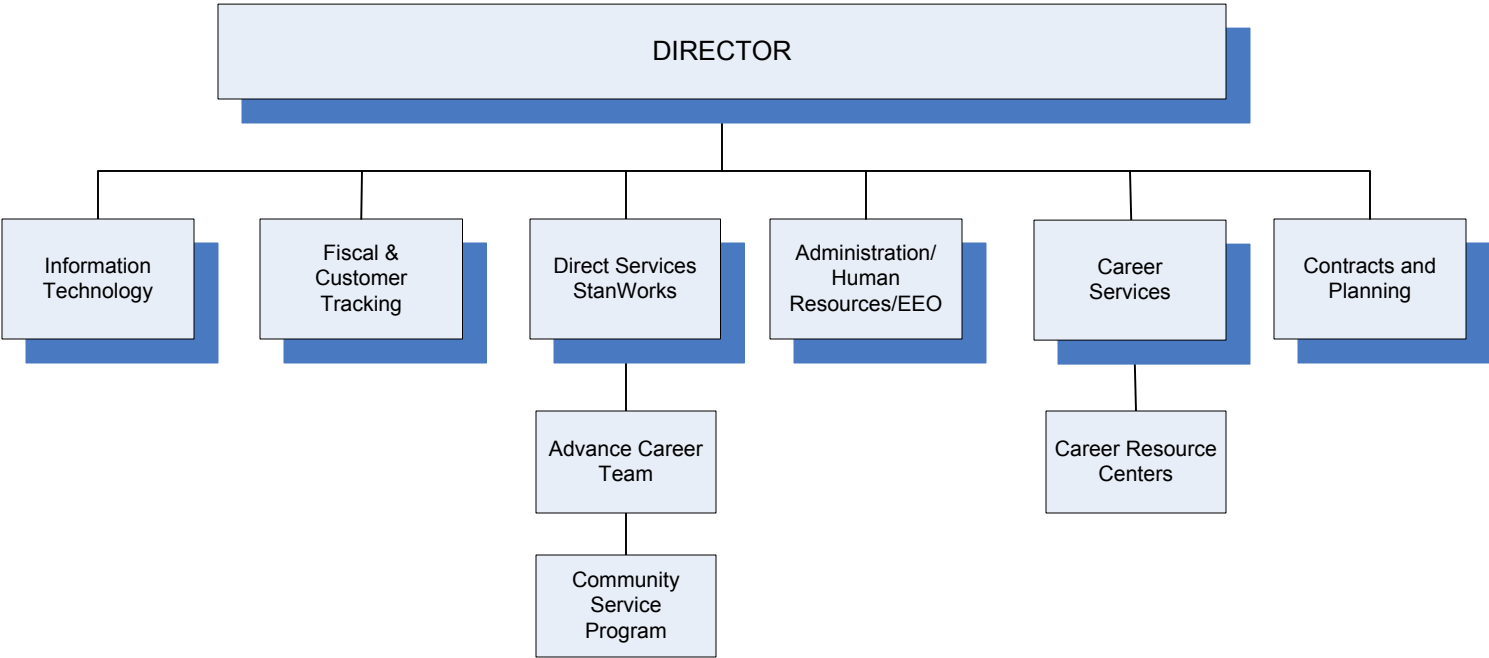 DIRECTOR
Information
Technology
Fiscal &
Customer
Tracking
Direct Services
StanWorks
Administration/
Human
Resources/EEO
Career
Services
Contracts and
Planning
Advance Career
Team
Career Resource
Centers
Community
Service
Program